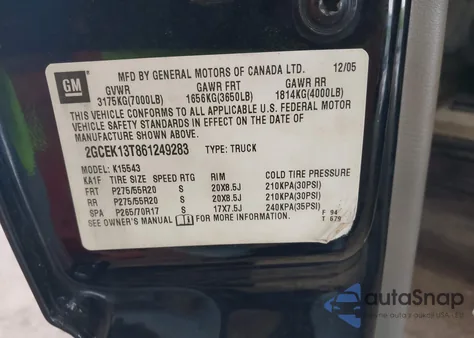 GM
MFD BY GENERAL MOTORS OF CANADA LTD. 12/05
GVWR GAWR FRT GAWR RR
3175KG(7000LB) 1656KG(3650LB) 1814KG(4000LB)
THIS VEHICLE CONFORMS TO ALL APPLICABLE U.S. FEDERAL MOTOR
VEHICLE SAFETY STANDARDS IN EFFECT ON THE DATE OF
MANUFACTURE SHOWN ABOVE.
2GCEK13T861249283 TYPE: TRUCK
MODEL: K15543
KA1F TIRE SIZE SPEED RTG RIM COLD TIRE PRESSURE
FRT P275/55R20 S 20X8.5J 210KPA(30PSI)
RR P275/55R20 S 20X8.5J 210KPA(30PSI)
SPA P265/70R17 S 17X7.5J 240KPA(35PSI)
SEE OWNER'S MANUAL FOR MORE INFORMATION.
F 94
T 679
autoSnap